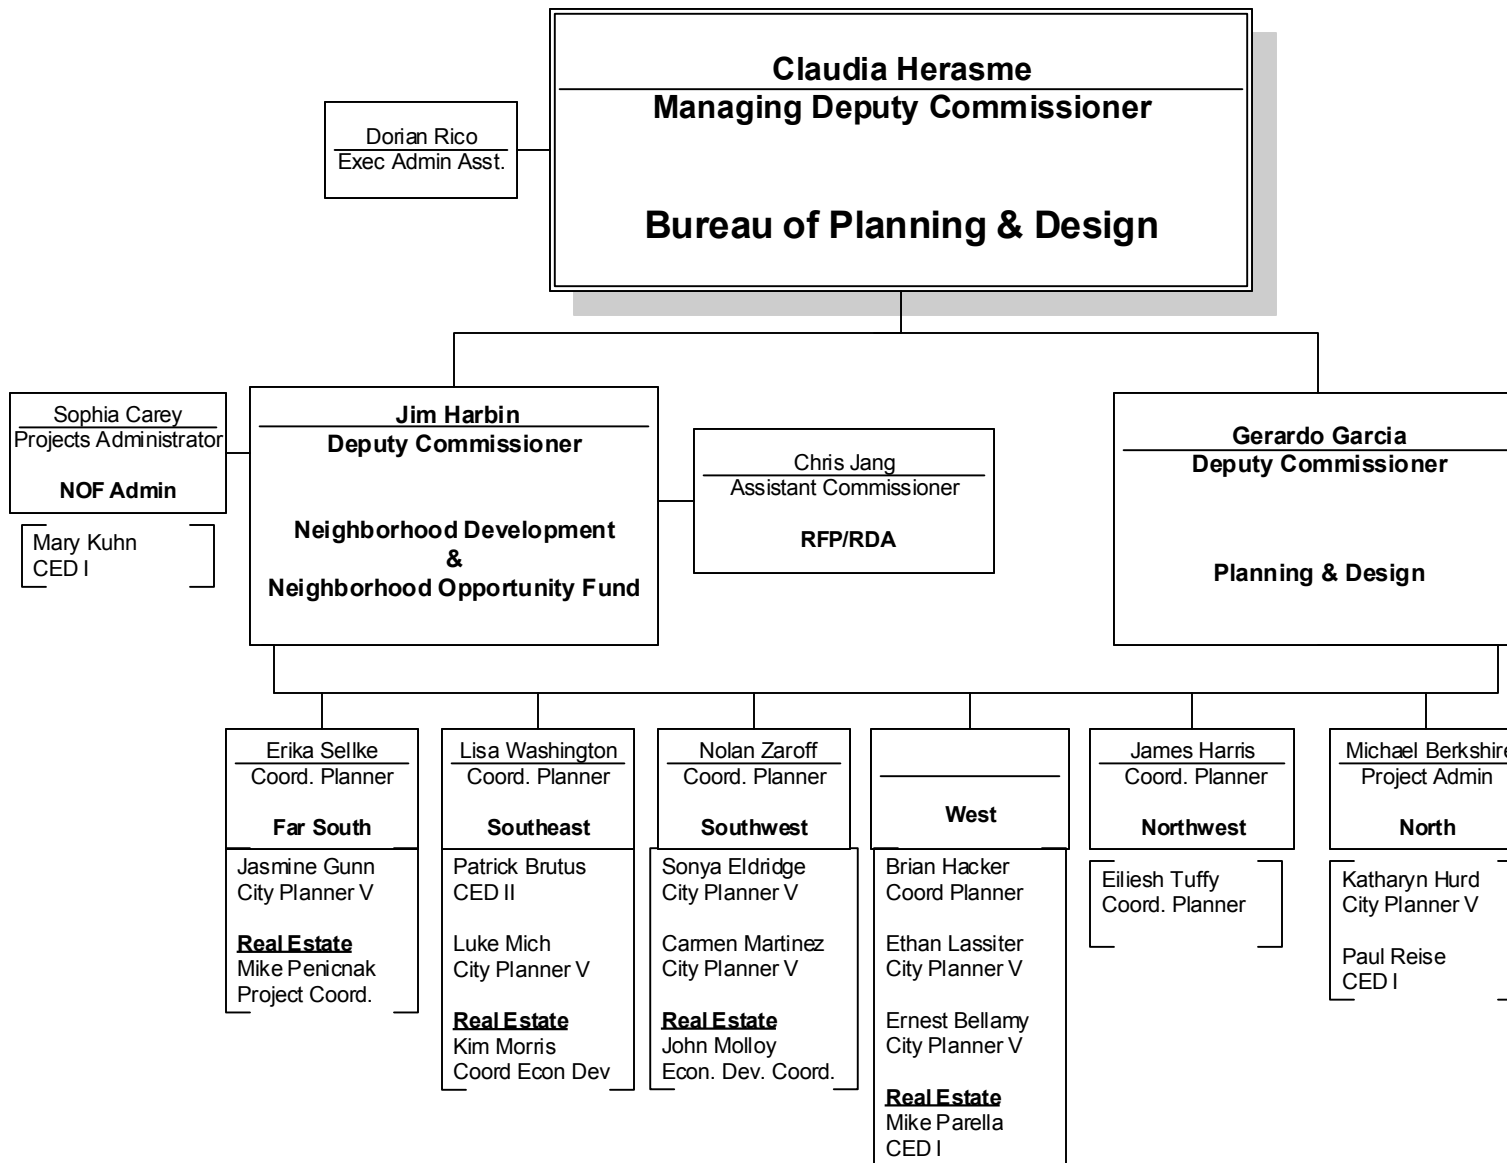 Claudia Herasme
Managing Deputy Commissioner
Bureau of Planning & Design
Dorian Rico
Exec Admin Asst.
Sophia Carey
Projects Administrator
NOF Admin
Mary Kuhn
CED I
Jim Harbin
Deputy Commissioner
Neighborhood Development
&
Neighborhood Opportunity Fund
Chris Jang
Assistant Commissioner
RFP/RDA
Gerardo Garcia
Deputy Commissioner
Planning & Design
Erika Sellke
Coord. Planner
Far South
Jasmine Gunn
City Planner V
Real Estate
Mike Penicnak
Project Coord.
Lisa Washington
Coord. Planner
Southeast
Patrick Brutus
CED II
Luke Mich
City Planner V
Real Estate
Kim Morris
Coord Econ Dev
Nolan Zaroff
Coord. Planner
Southwest
Sonya Eldridge
City Planner V
Carmen Martinez
City Planner V
Real Estate
John Molloy
Econ. Dev. Coord.
West
Brian Hacker
Coord Planner
Ethan Lassiter
City Planner V
Ernest Bellamy
City Planner V
Real Estate
Mike Parella
CED I
James Harris
Coord. Planner
Northwest
Eiliesh Tuffy
Coord. Planner
Michael Berkshire
Project Admin
North
Katharyn Hurd
City Planner V
Paul Reise
CED I